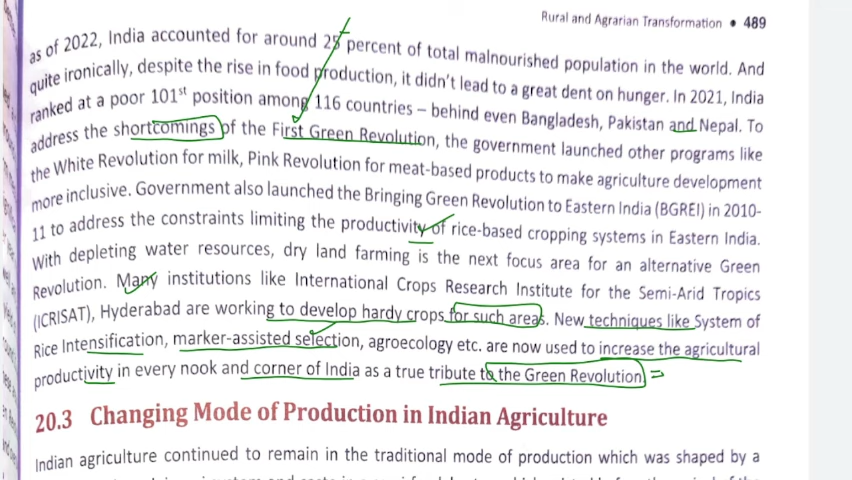 Rural and Agrarian Transformation • 489
as of 2022, India accounted for around 25 percent of total malnourished population in the world. And
quite ironically, despite the rise in food production, it didn't lead to a great dent on hunger. In 2021, India
ranked at a poor 101st position among 116 countries – behind even Bangladesh, Pakistan and Nepal. To
address the shortcomings of the First Green Revolution, the government launched other programs like
the White Revolution for milk, Pink Revolution for meat-based products to make agriculture development
more inclusive. Government also launched the Bringing Green Revolution to Eastern India (BGREI) in 2010-
11 to address the constraints limiting the productivity of rice-based cropping systems in Eastern India.
With depleting water resources, dry land farming is the next focus area for an alternative Green
Revolution. Many institutions like International Crops Research Institute for the Semi-Arid Tropics
(ICRISAT), Hyderabad are working to develop hardy crops for such areas. New techniques like System of
Rice Intensification, marker-assisted selection, agroecology etc. are now used to increase the agricultural
productivity in every nook and corner of India as a true tribute to the Green Revolution.
20.3 Changing Mode of Production in Indian Agriculture
Indian agriculture continued to remain in the traditional mode of production which was shaped by a